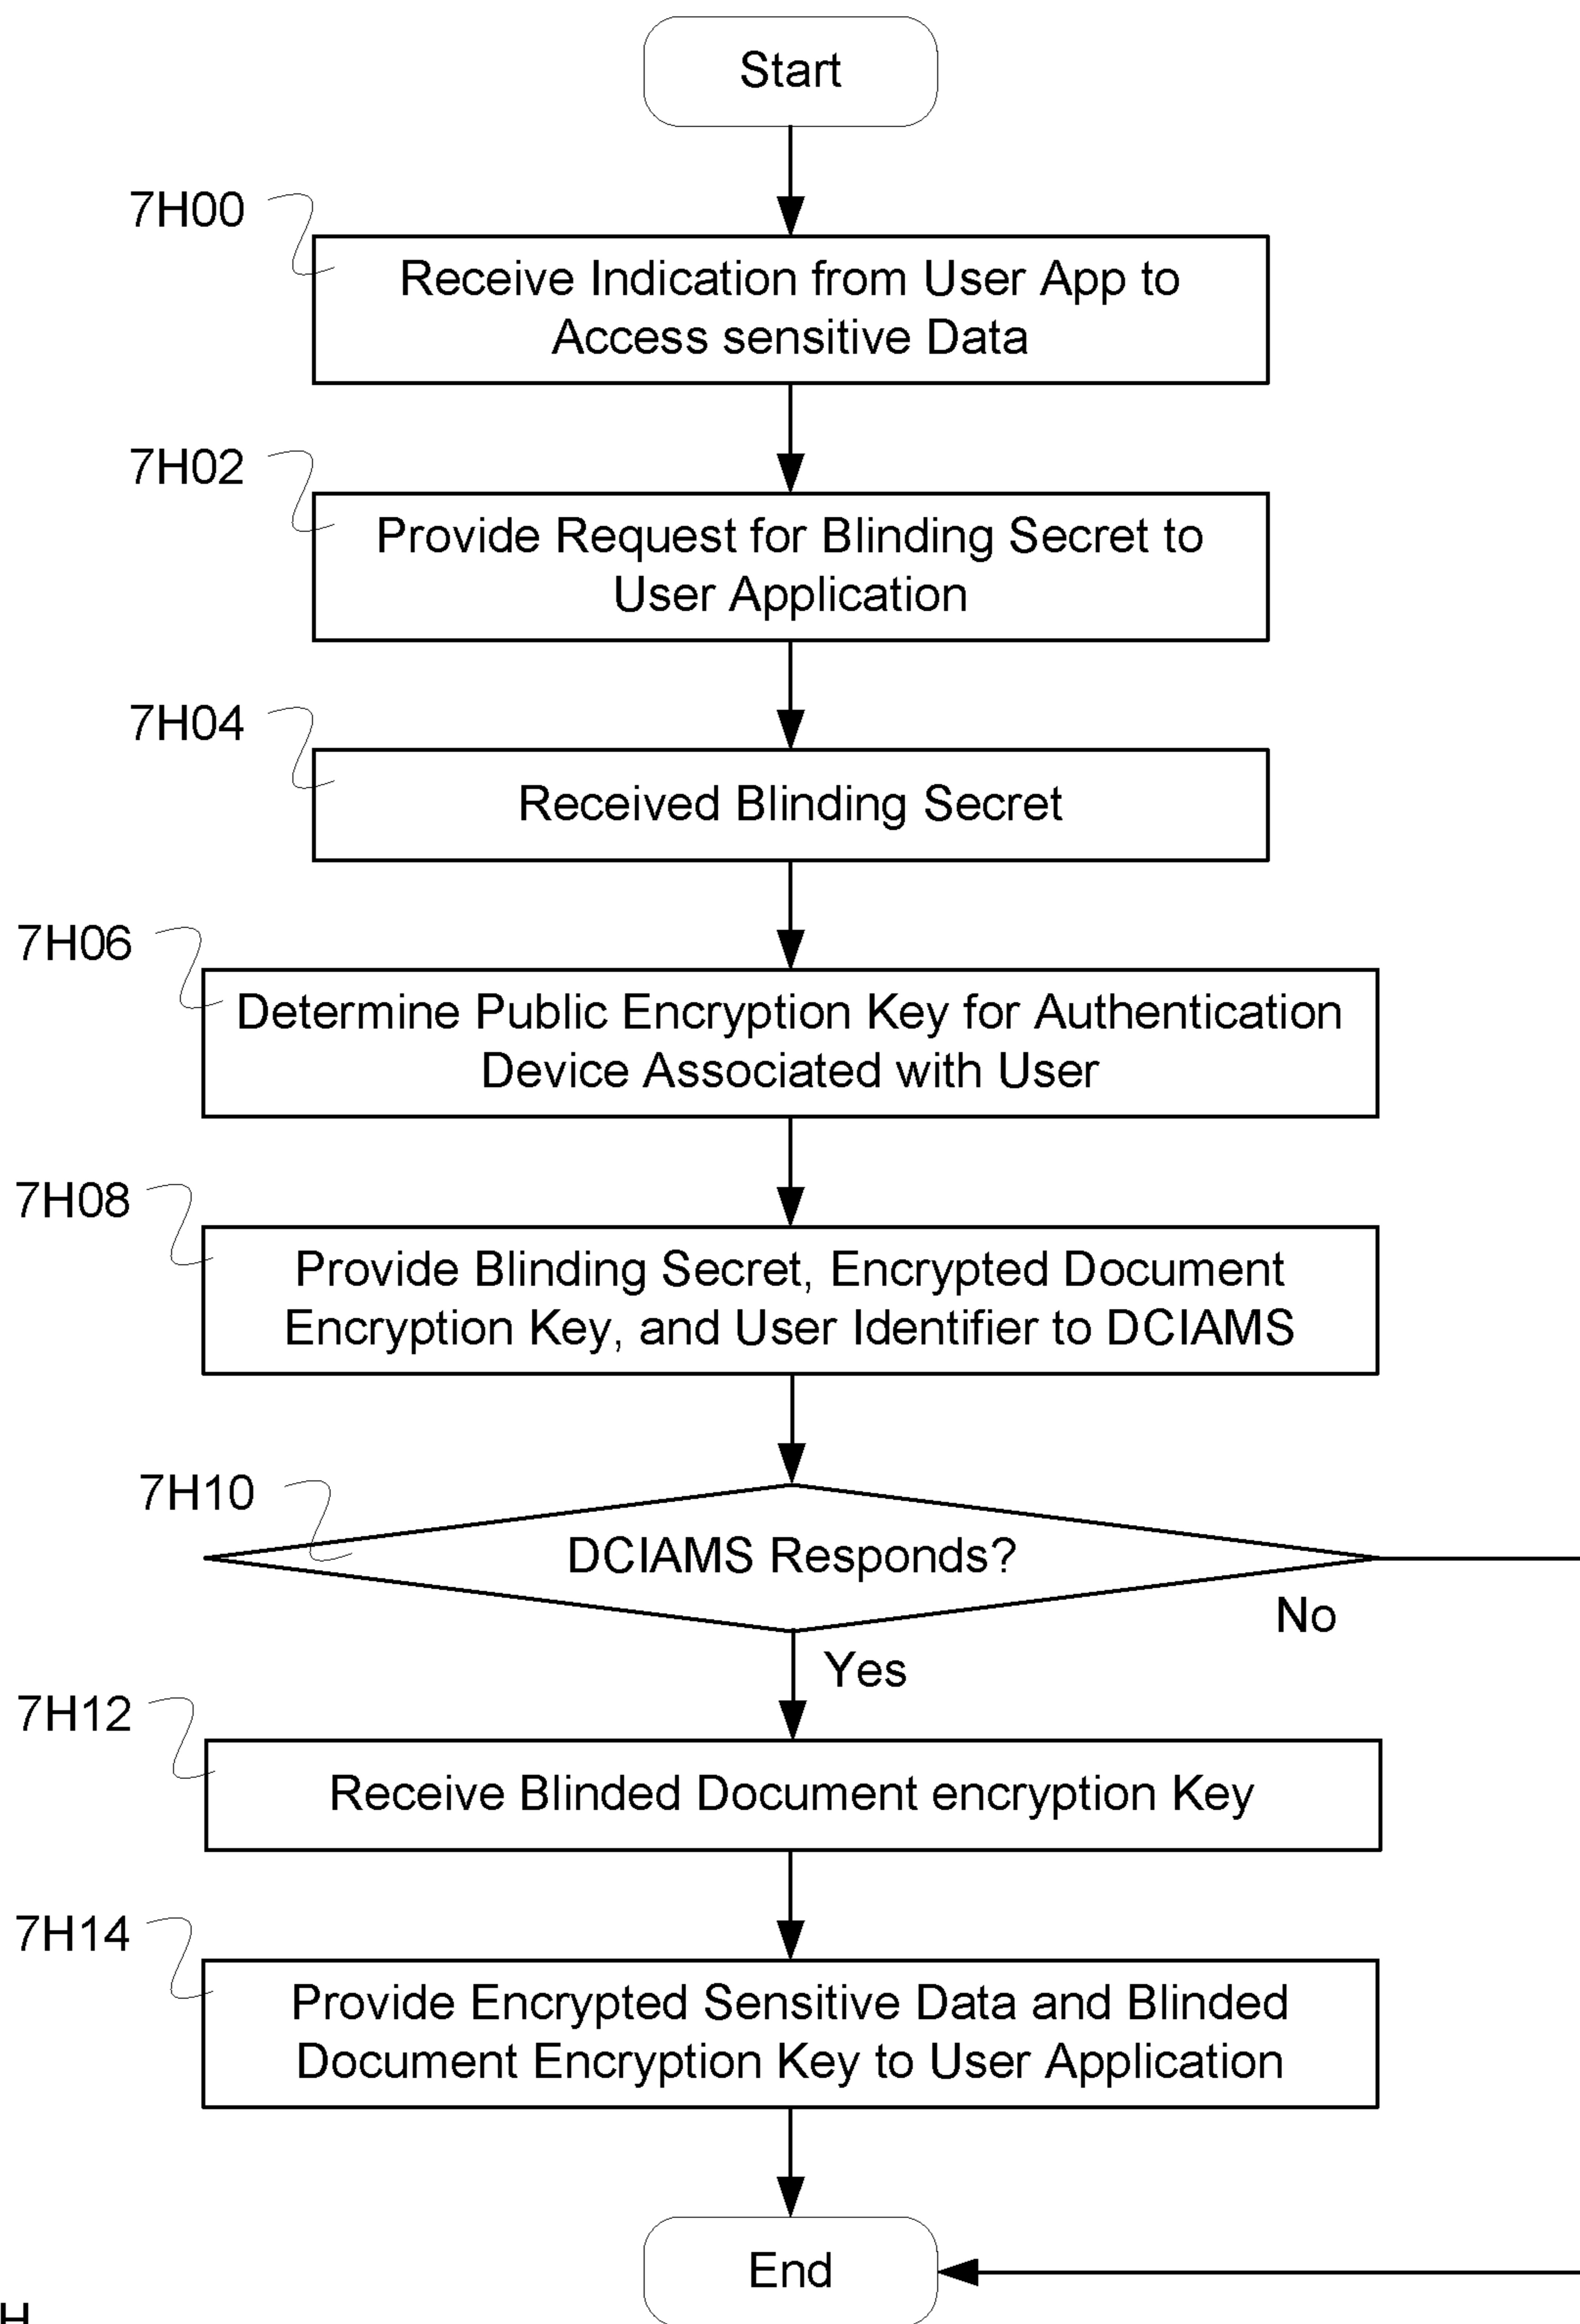 Start
7H00
Receive Indication from User App to
Access sensitive Data
7H02
Provide Request for Blinding Secret to
User Application
7H04
Received Blinding Secret
7H06
Determine Public Encryption Key for Authentication
Device Associated with User
7H08
Provide Blinding Secret, Encrypted Document
Encryption Key, and User Identifier to DCIAMS
7H10
DCIAMS Responds?
No
Yes
7H12
Receive Blinded Document encryption Key
7H14
Provide Encrypted Sensitive Data and Blinded
Document Encryption Key to User Application
End
H